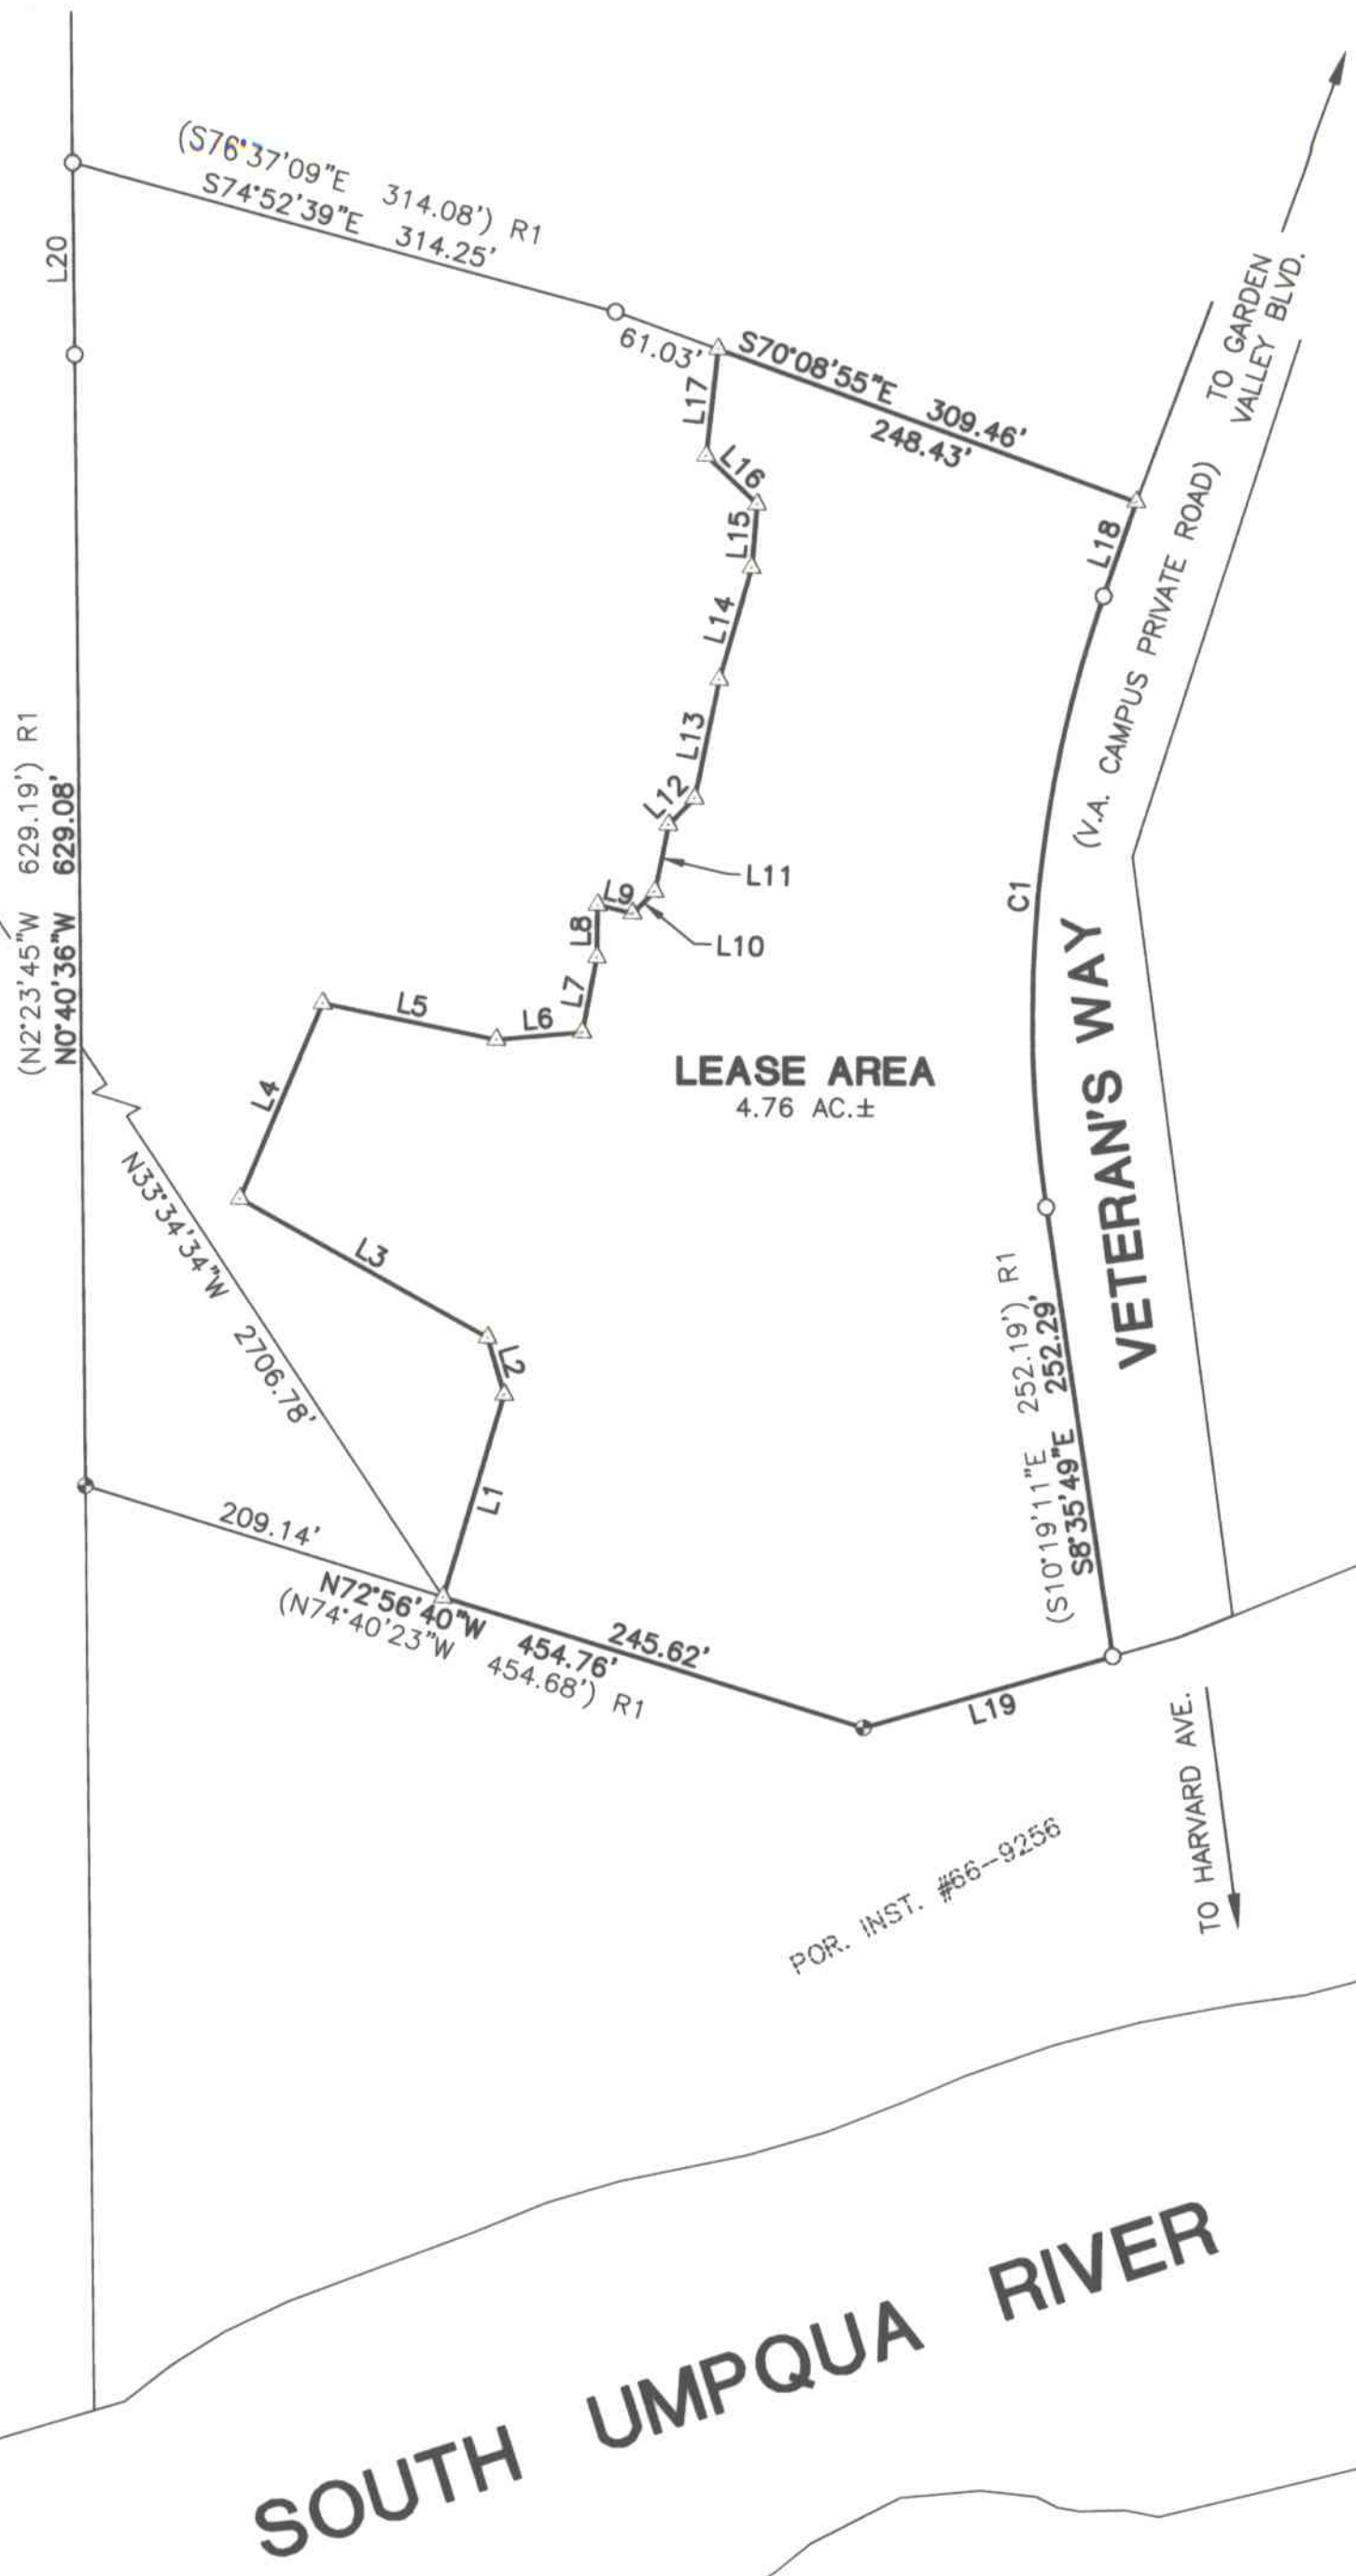 (S76°37'09"E 314.08') R1
S74°52'39"E 314.25'
L20
61.03'
S70°08'55"E 309.46'
248.43'
TO GARDEN
VALLEY BLVD.
L17
L16
L15
L18
L14
L13
L12
L11
L9
L10
L8
L7
L6
L5
L4
(V.A. CAMPUS PRIVATE ROAD)
C1
VETERAN'S WAY
(N2°23'45"W 629.19') R1
N0°40'36"W 629.08'
LEASE AREA
4.76 AC.±
N33°34'34"W 2706.78'
L3
L2
L1
(S10°19'11"E 252.19') R1
S8°35'49"E 252.29'
209.14'
N72°56'40"W 454.76'
(N74°40'23"W 454.68') R1
245.62'
L19
TO HARVARD AVE.
POR. INST. #66-9256
SOUTH UMPQUA RIVER